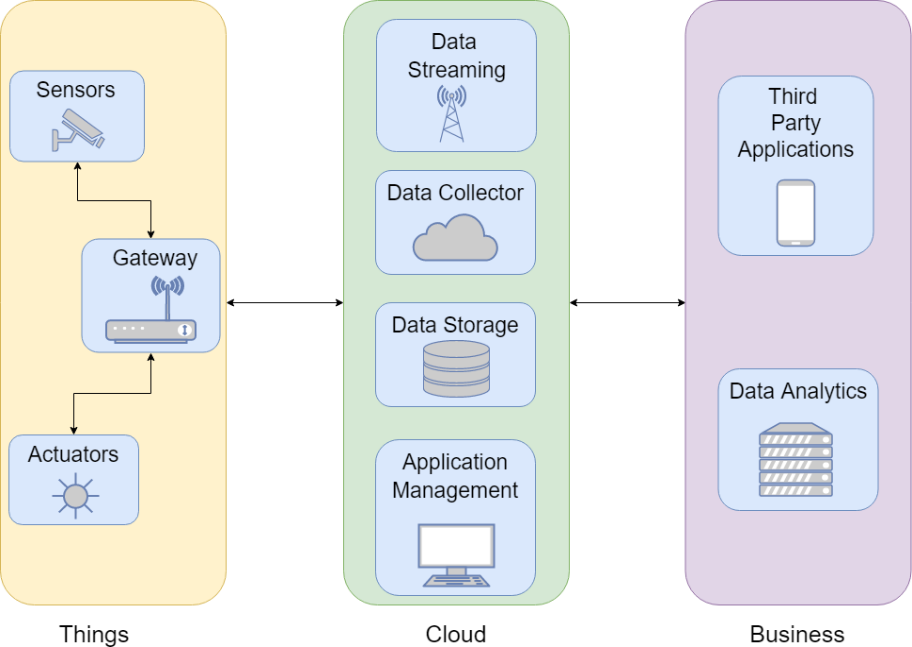 Sensors
Gateway
Actuators
Things
Data
Streaming
Data Collector
Data Storage
Application
Management
Cloud
Third
Party
Applications
Data Analytics
Business